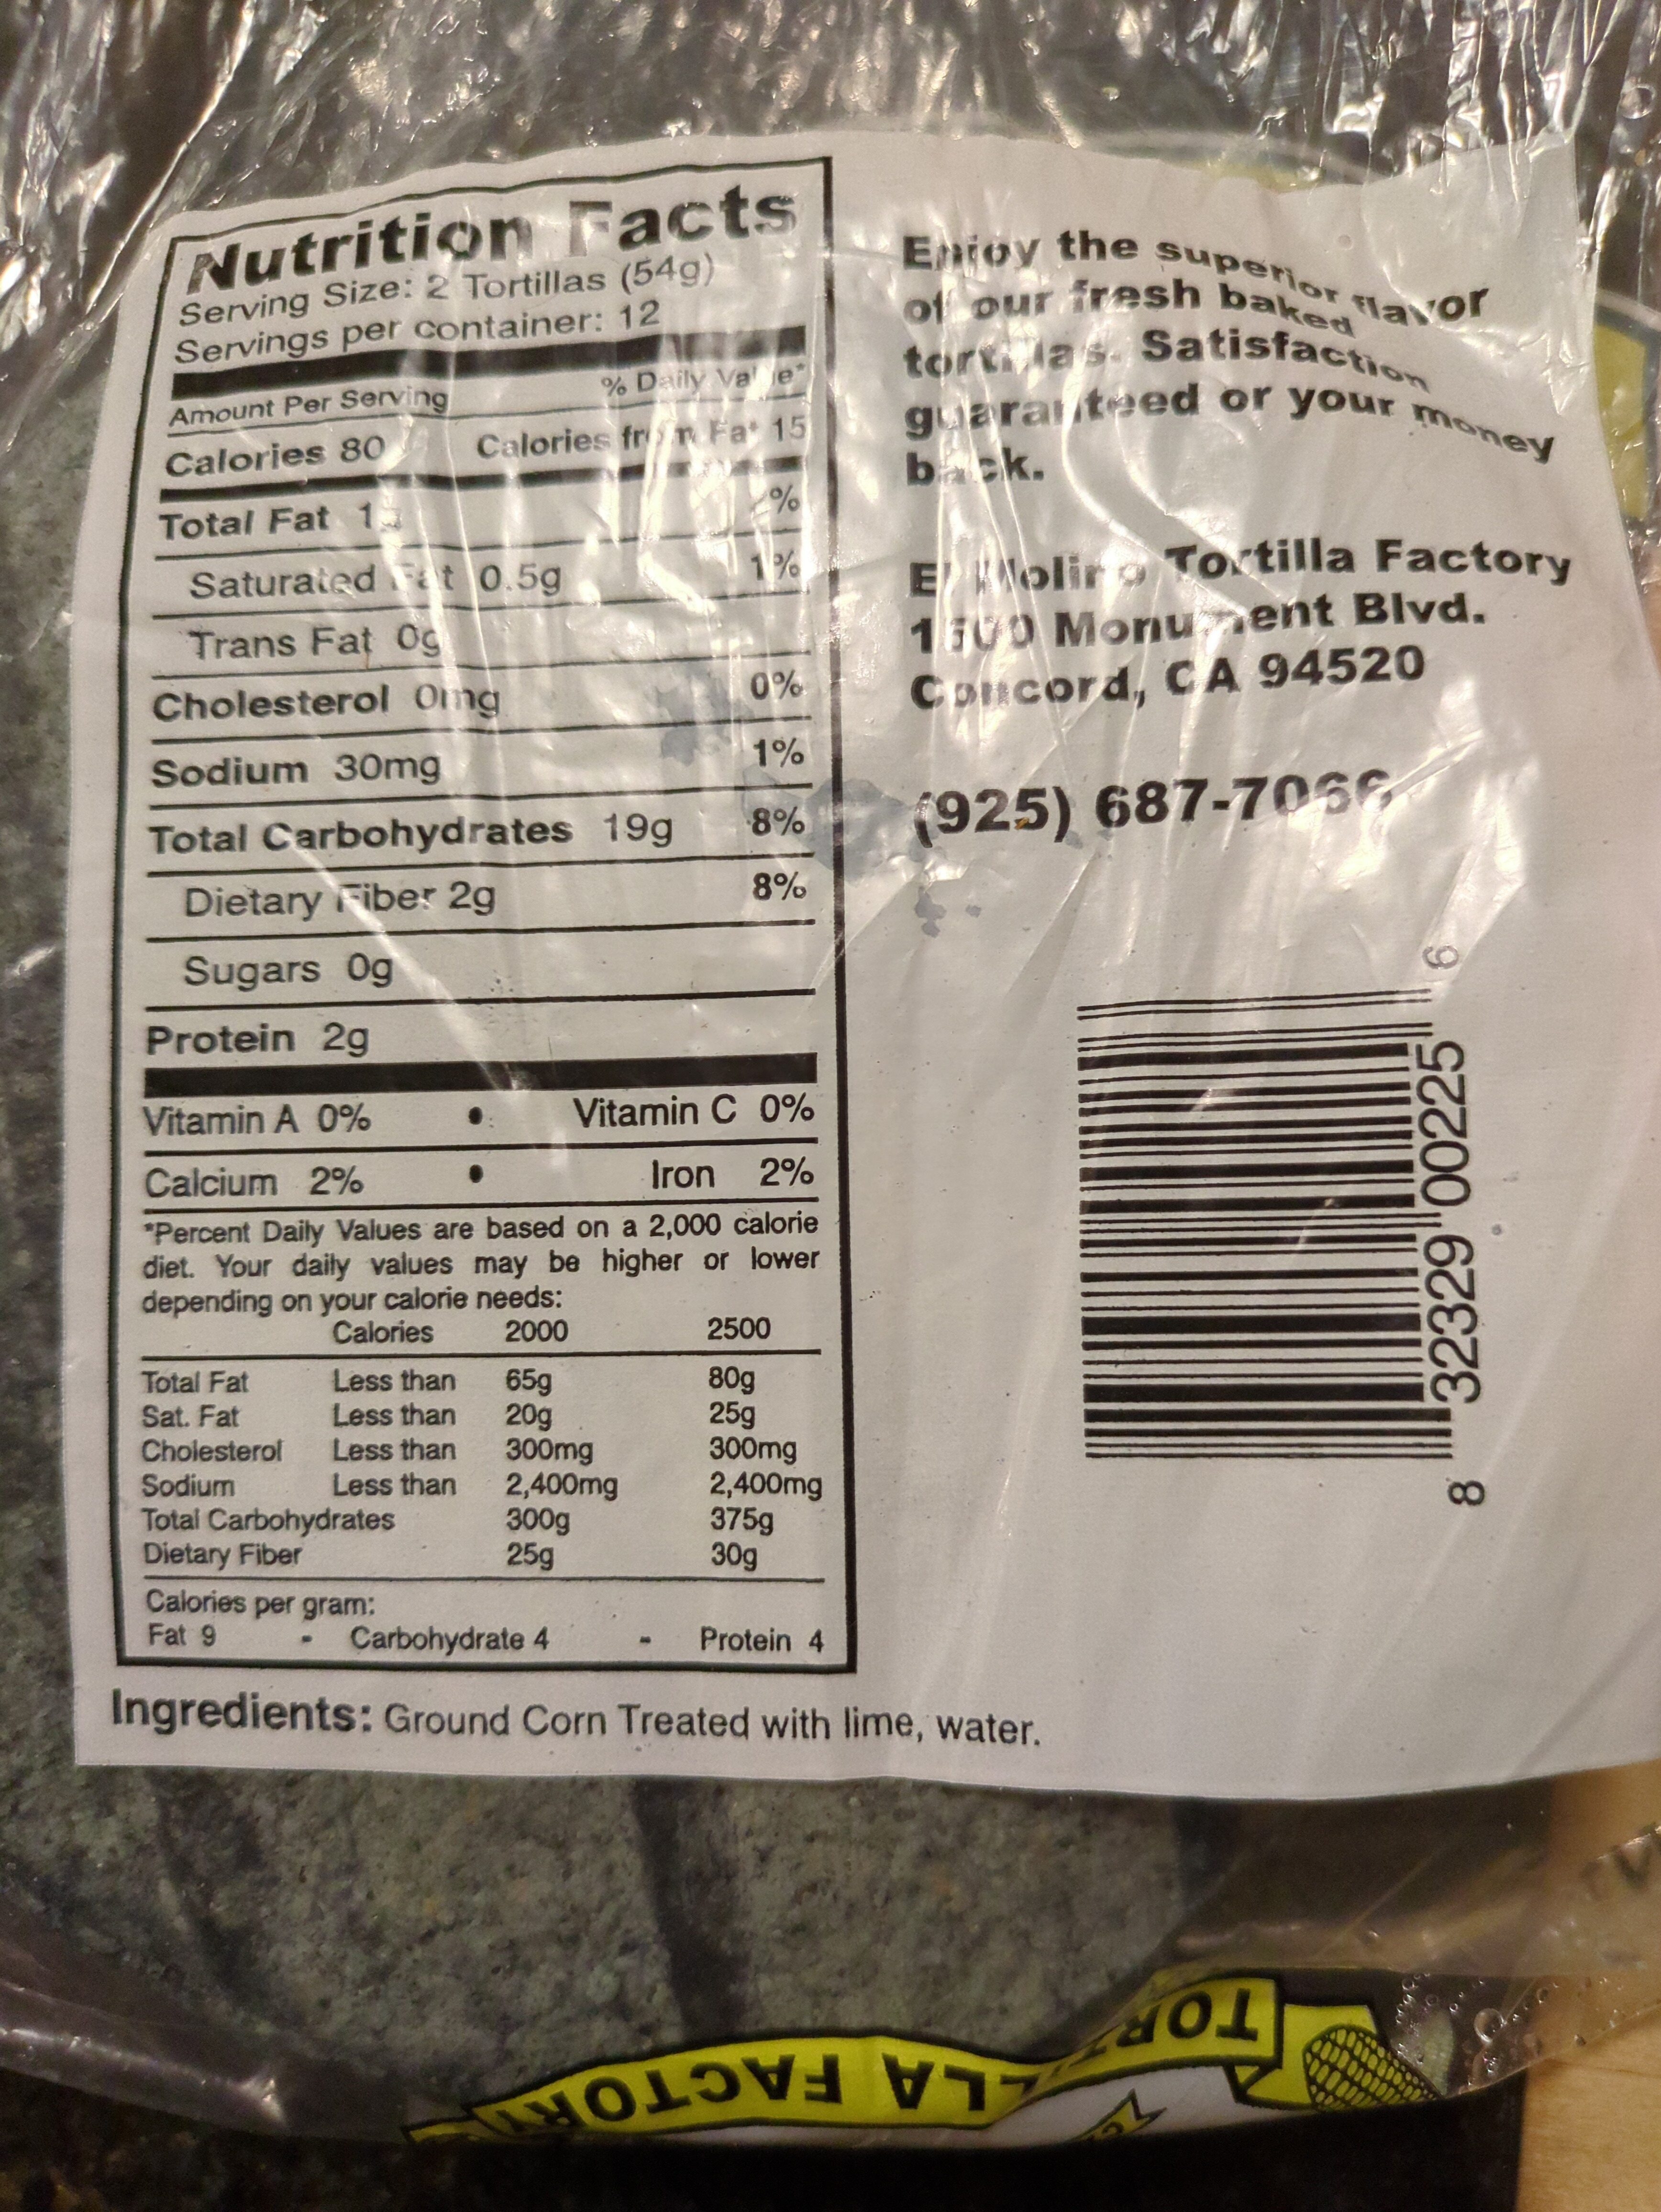 Nutrition Facts
Serving Size: 2 Tortillas (54g)
Servings per container: 12
Amount Per Serving % Daily Value*
Calories 80 Calories from Fat 15
Total Fat %
Saturated Fat 0.5g 1%
Trans Fat 0g
Cholesterol 0mg 0%
Sodium 30mg 1%
Total Carbohydrates 19g 8%
Dietary Fiber 2g 8%
Sugars 0g
Protein 2g
Vitamin A 0% • Vitamin C 0%
Calcium 2% • Iron 2%
*Percent Daily Values are based on a 2,000 calorie
diet. Your daily values may be higher or lower
depending on your calorie needs:
Calories 2000 2500
Total Fat Less than 65g 80g
Sat. Fat Less than 20g 25g
Cholesterol Less than 300mg 300mg
Sodium Less than 2,400mg 2,400mg
Total Carbohydrates 300g 375g
Dietary Fiber 25g 30g
Calories per gram:
Fat 9 - Carbohydrate 4 - Protein 4
Ingredients: Ground Corn Treated with lime, water.
Enjoy the superior flavor
of our fresh baked
tortillas. Satisfaction
guaranteed or your money
back.
El Molino Tortilla Factory
Monument Blvd.
Concord, CA 94520
(925) 687-7066
8 32329 00225 6
TORTILLA FACTORY